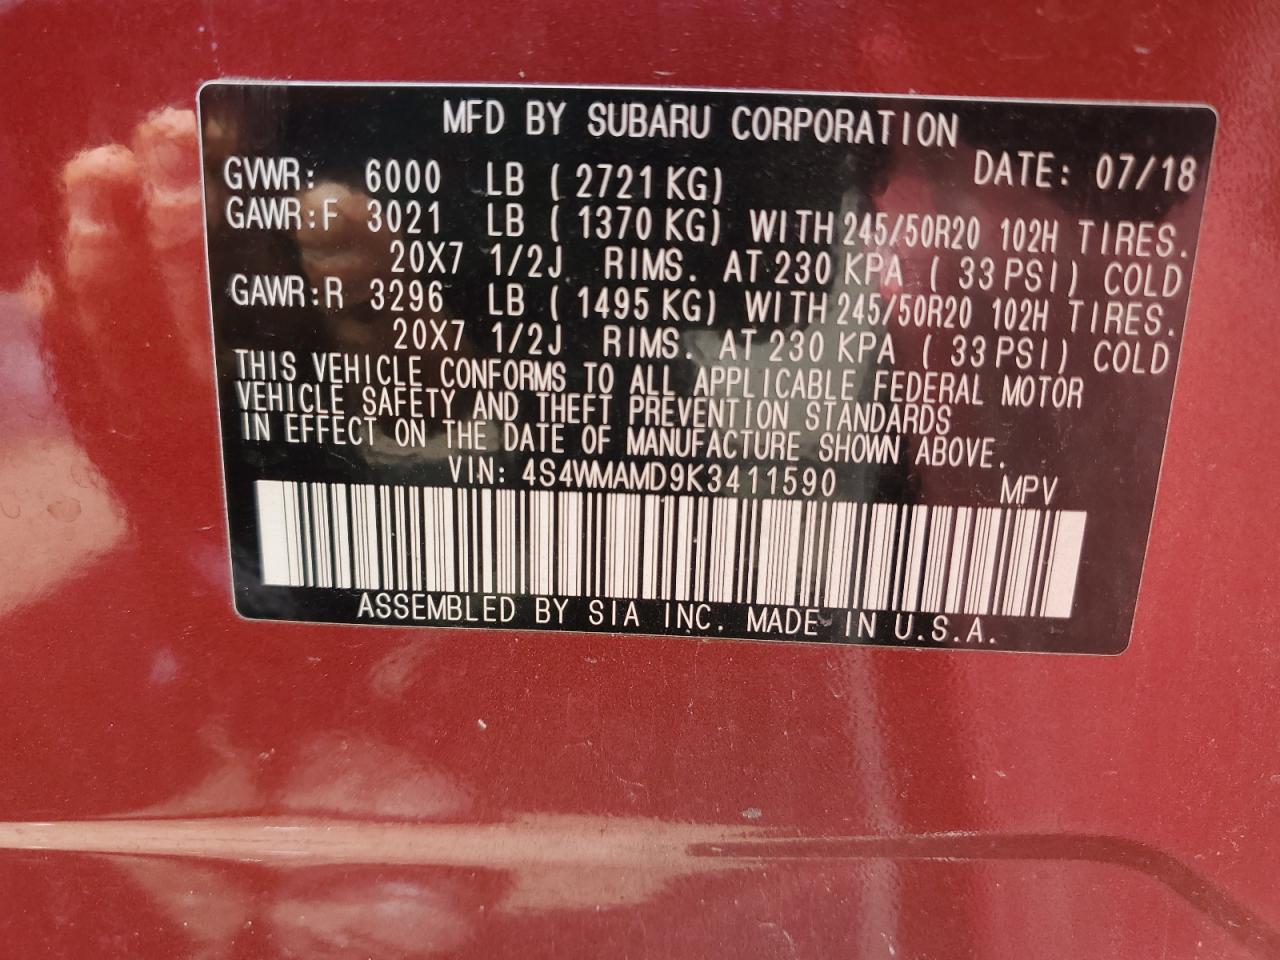 MFD BY SUBARU CORPORATION
DATE: 07/18
GVWR: 6000 LB ( 2721 KG)
GAWR:F 3021 LB ( 1370 KG) WITH 245/50R20 102H TIRES.
20X7 1/2J RIMS. AT 230 KPA ( 33 PSI) COLD
GAWR:R 3296 LB ( 1495 KG) WITH 245/50R20 102H TIRES.
20X7 1/2J RIMS. AT 230 KPA ( 33 PSI) COLD
THIS VEHICLE CONFORMS TO ALL APPLICABLE FEDERAL MOTOR
VEHICLE SAFETY AND THEFT PREVENTION STANDARDS
IN EFFECT ON THE DATE OF MANUFACTURE SHOWN ABOVE.
VIN: 4S4WMAMD9K3411590 MPV
ASSEMBLED BY SIA INC. MADE IN U.S.A.